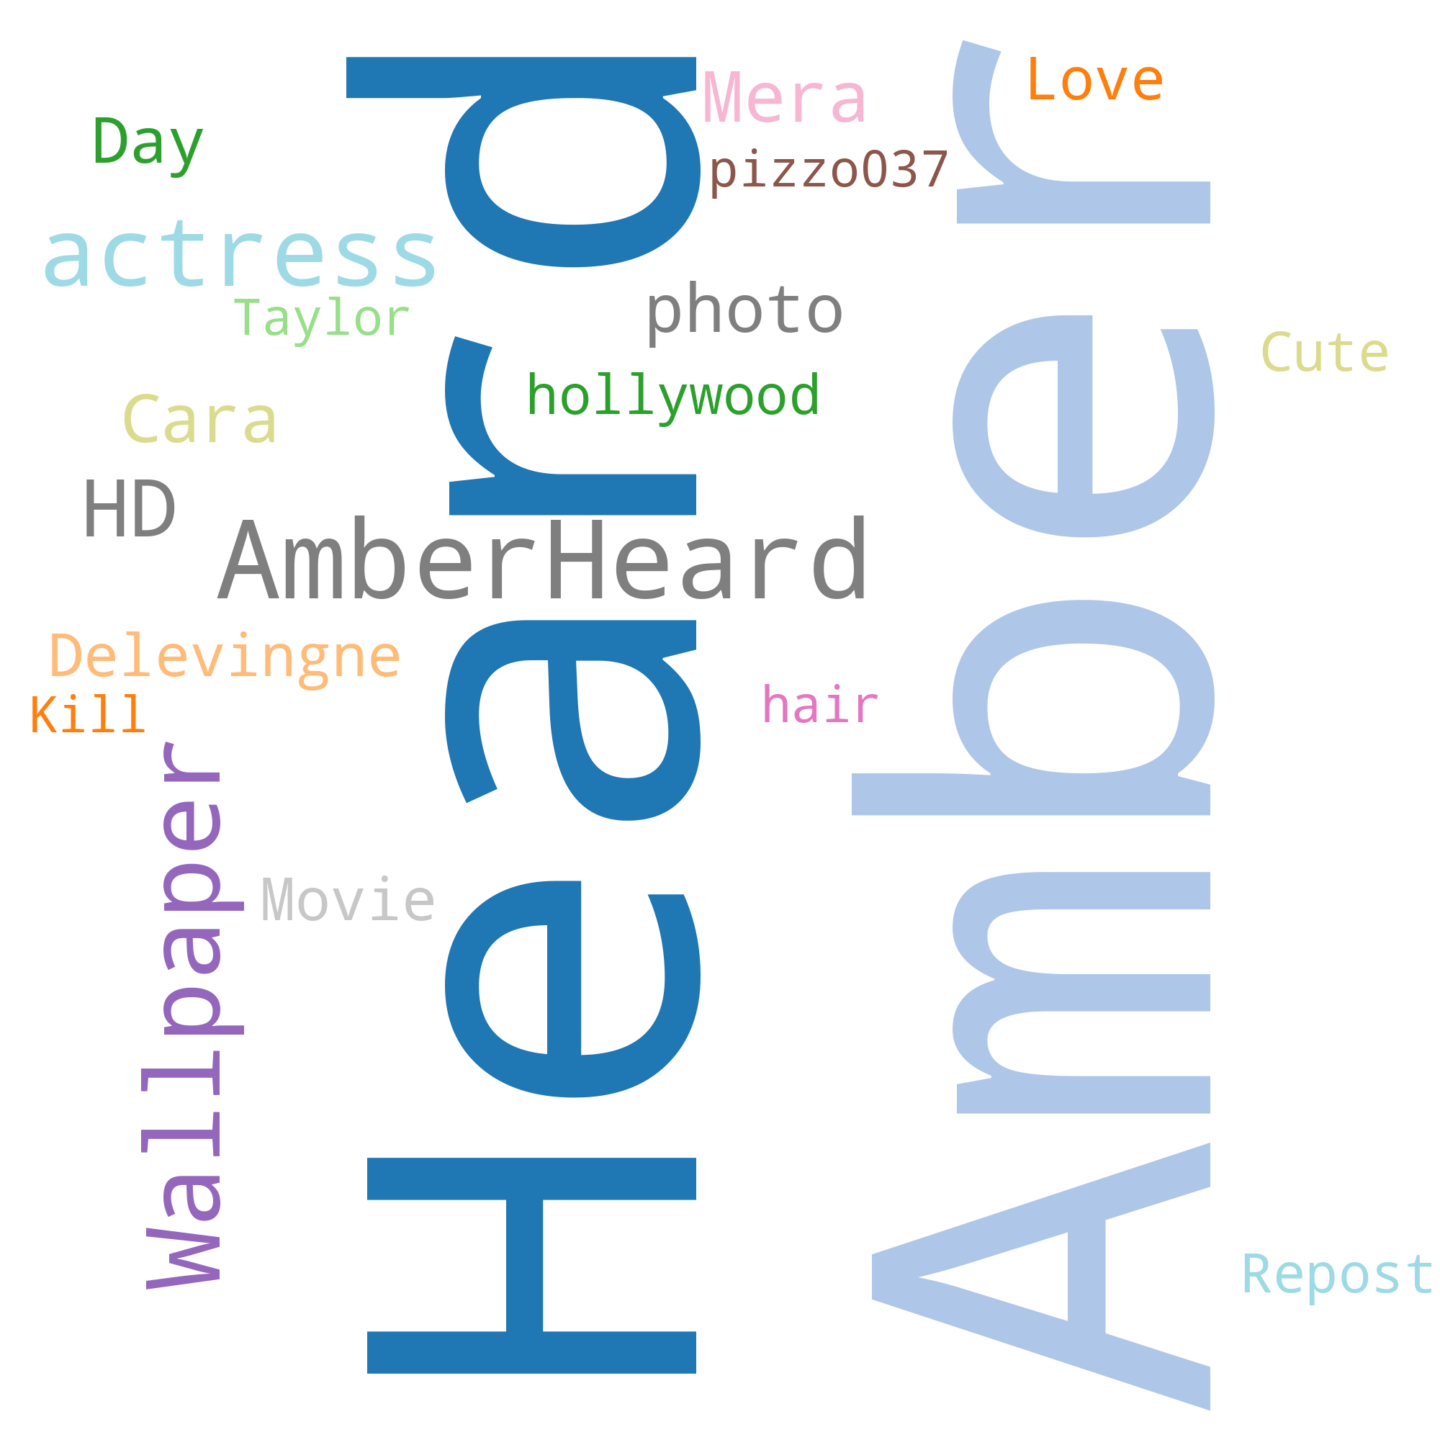 Love
Mera
Day
pizzo037
actress
photo
Taylor
Cute
hollywood
Cara
HD
AmberHeard
Delevingne
Kill
hair
Heard
Amber
Wallpaper
Movie
Repost